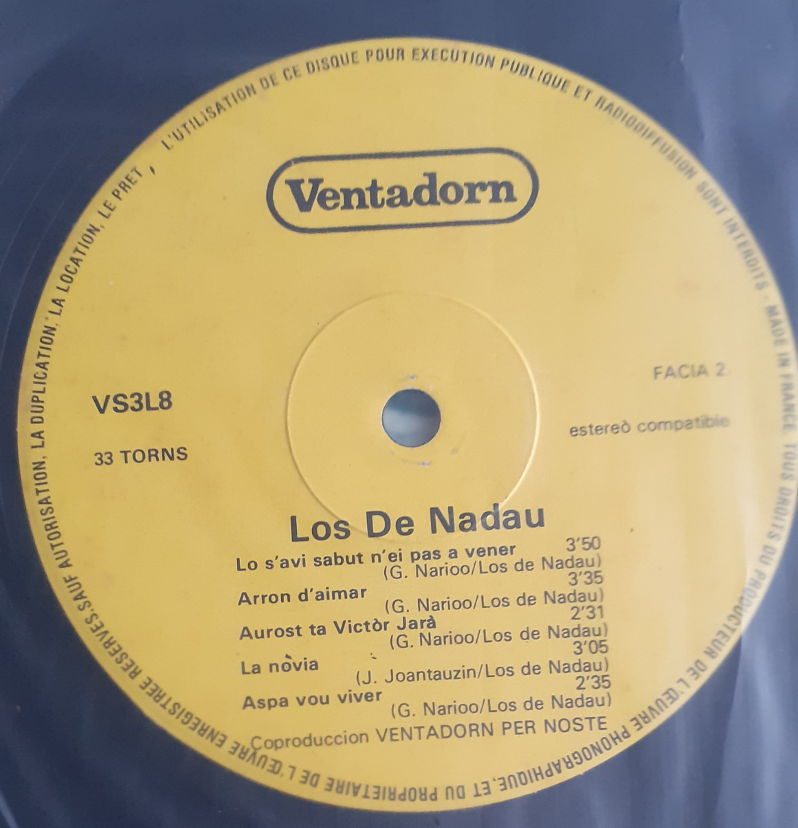 L'UTILISATION DE CE DISQUE POUR EXECUTION PUBLIQUE ET RADIODIFFUSION SONT INTERDITS - MADE IN FRANCE TOUS DROITS DU PRODUCTEUR DE L'ŒUVRE PHONOGRAPHIQUE, ET DU PROPRIETAIRE DE L'ŒUVRE ENREGISTREE RESERVES. SAUF AUTORISATION, LA DUPLICATION, LA LOCATION, LE PRET,
Ventadorn
FACIA 2
VS3L8
estereò compatible
33 TORNS
Los De Nadau
Lo s'avi sabut n'ei pas a vener 3'50
(G. Narioo/Los de Nadau)
Arron d'aimar 3'35
(G. Narioo/Los de Nadau)
Aurost ta Victòr Jarà 2'31
(G. Narioo/Los de Nadau)
La nòvia 3'05
(J. Joantauzin/Los de Nadau)
Aspa vou viver 2'35
(G. Narioo/Los de Nadau)
Coproduccion VENTADORN PER NOSTE